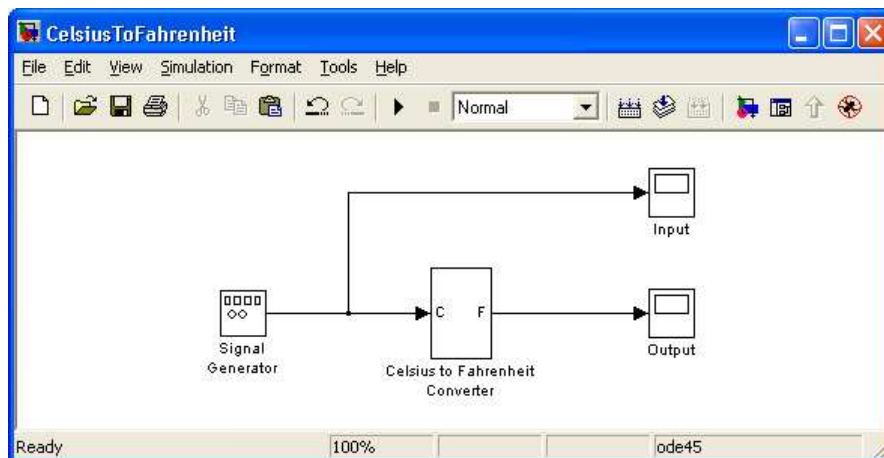 CelsiusToFahrenheit
File Edit View Simulation Format Tools Help
Normal
Input
C F
Signal
Generator
Celsius to Fahrenheit
Converter
Output
Ready 100% ode45